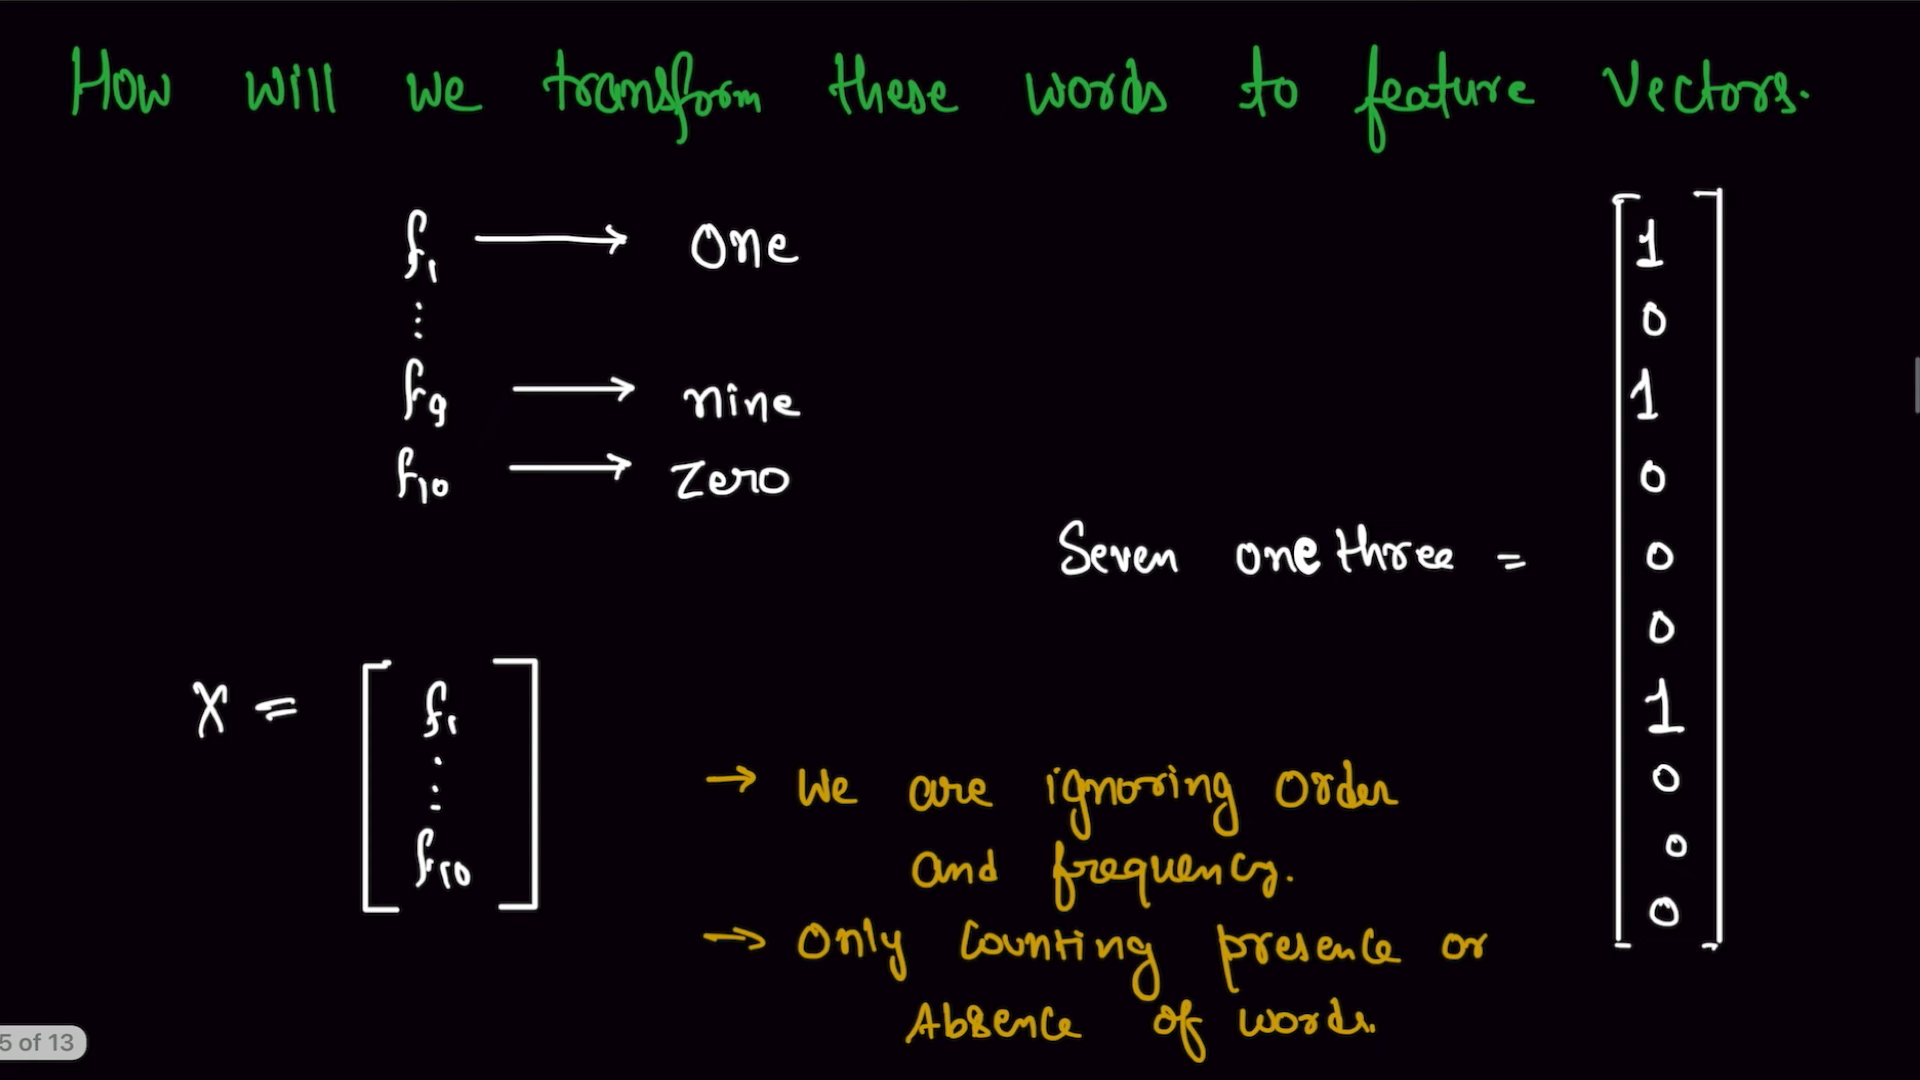 How will we transform these words to feature vectors.
f1 → One
⋮
f9 → nine
f10 → Zero
Seven one three =
[1
0
1
0
0
0
1
0
0
0]
X = [f1
⋮
f10]
→ We are ignoring order
and frequency.
→ Only Counting presence or
Absence of words.
5 of 13